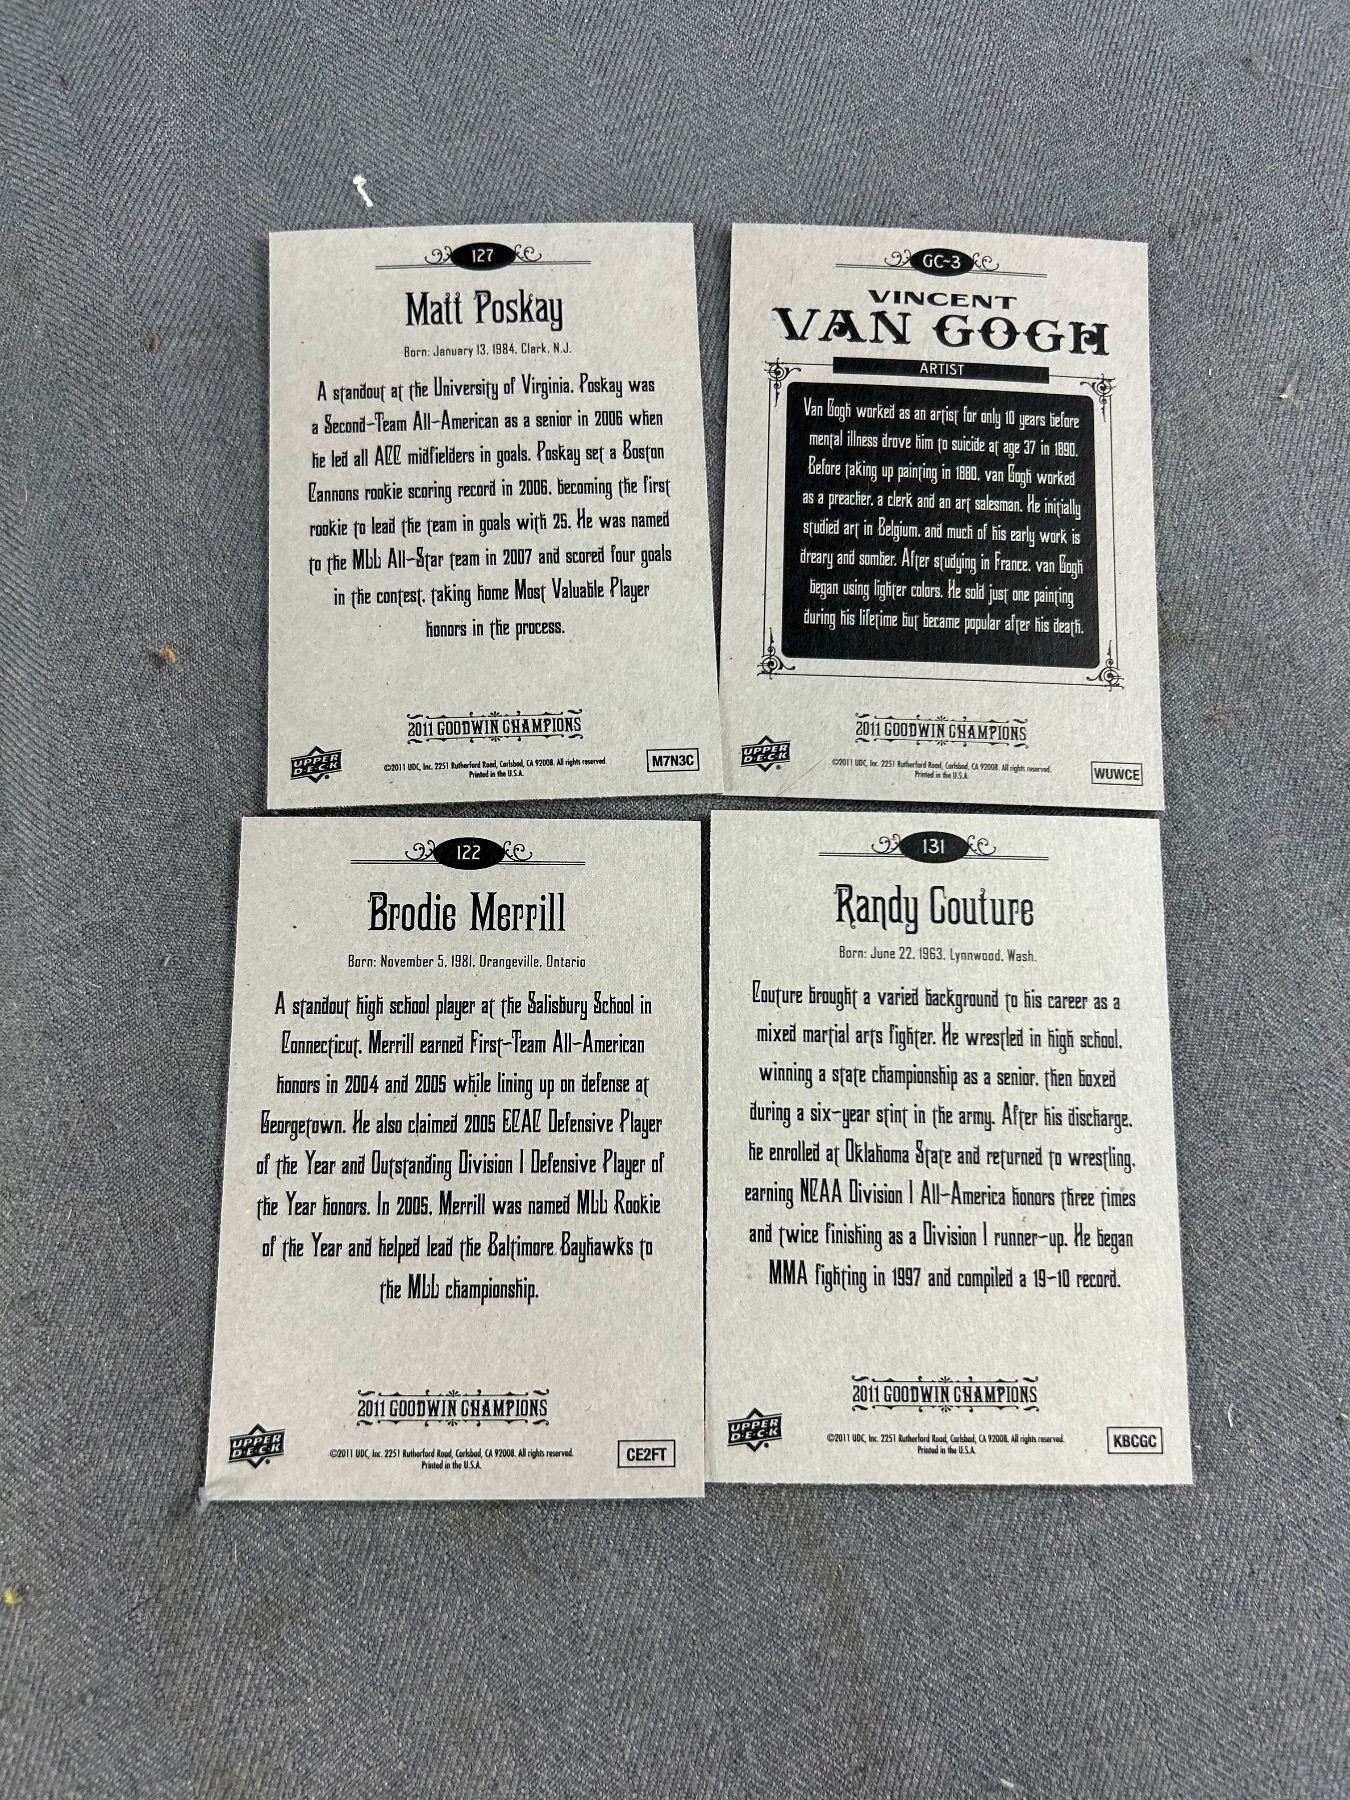 127
Matt Poskay
Born: January 13, 1984, Clark, N.J.
A standout at the University of Virginia, Poskay was
a Second-Team All-American as a senior in 2006 when
he led all ACC midfielders in goals. Poskay set a Boston
Cannons rookie scoring record in 2006, becoming the first
rookie to lead the team in goals with 25. He was named
to the MLL All-Star team in 2007 and scored four goals
in the contest, taking home Most Valuable Player
honors in the process.
2011 GOODWIN CHAMPIONS
UPPER
DECK
©2011 UDC, Inc. 2251 Rutherford Road, Carlsbad, CA 92008. All rights reserved.
Printed in the U.S.A.
M7N3C
GC-3
VINCENT
VAN GOGH
ARTIST
Van Gogh worked as an artist for only 10 years before
mental illness drove him to suicide at age 37 in 1890.
Before taking up painting in 1880, van Gogh worked
as a preacher, a clerk and an art salesman. He initially
studied art in Belgium, and much of his early work is
dreary and somber. After studying in France, van Gogh
began using lighter colors. He sold just one painting
during his lifetime but became popular after his death.
2011 GOODWIN CHAMPIONS
UPPER
DECK
©2011 UDC, Inc. 2251 Rutherford Road, Carlsbad, CA 92008. All rights reserved.
Printed in the U.S.A.
WUWCE
122
Brodie Merrill
Born: November 5, 1981, Orangeville, Ontario
A standout high school player at the Salisbury School in
Connecticut, Merrill earned First-Team All-American
honors in 2004 and 2005 while lining up on defense at
Georgetown. He also claimed 2005 ECAC Defensive Player
of the Year and Outstanding Division I Defensive Player of
the Year honors. In 2005, Merrill was named MLL Rookie
of the Year and helped lead the Baltimore Bayhawks to
the MLL championship.
2011 GOODWIN CHAMPIONS
UPPER
DECK
©2011 UDC, Inc. 2251 Rutherford Road, Carlsbad, CA 92008. All rights reserved.
Printed in the U.S.A.
CE2FT
131
Randy Couture
Born: June 22, 1963, Lynnwood, Wash.
Couture brought a varied background to his career as a
mixed martial arts fighter. He wrestled in high school,
winning a state championship as a senior, then boxed
during a six-year stint in the army. After his discharge,
he enrolled at Oklahoma State and returned to wrestling,
earning NCAA Division I All-America honors three times
and twice finishing as a Division I runner-up. He began
MMA fighting in 1997 and compiled a 19-10 record.
2011 GOODWIN CHAMPIONS
UPPER
DECK
©2011 UDC, Inc. 2251 Rutherford Road, Carlsbad, CA 92008. All rights reserved.
Printed in the U.S.A.
KBCGC